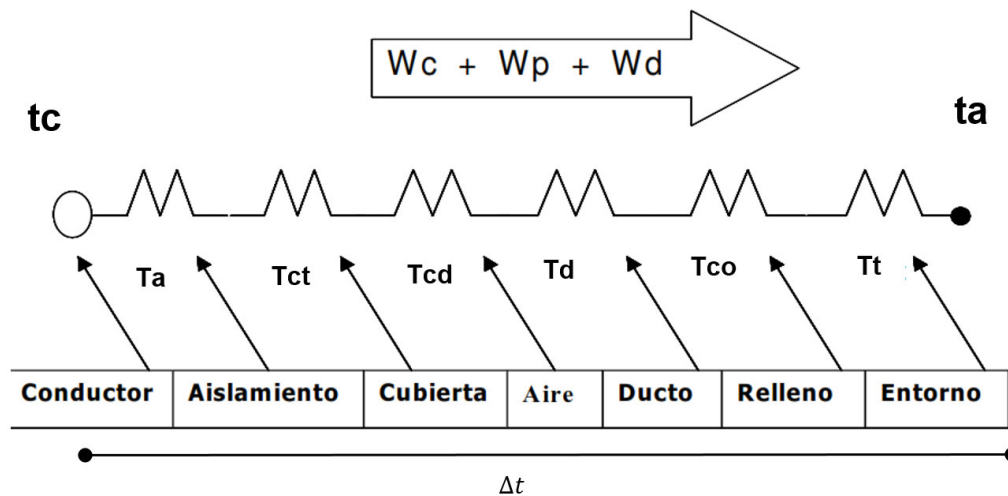 Wc + Wp + Wd
tc
ta
Ta
Tct
Tcd
Td
Tco
Tt
Conductor
Aislamiento
Cubierta
Aire
Ducto
Relleno
Entorno
Δt